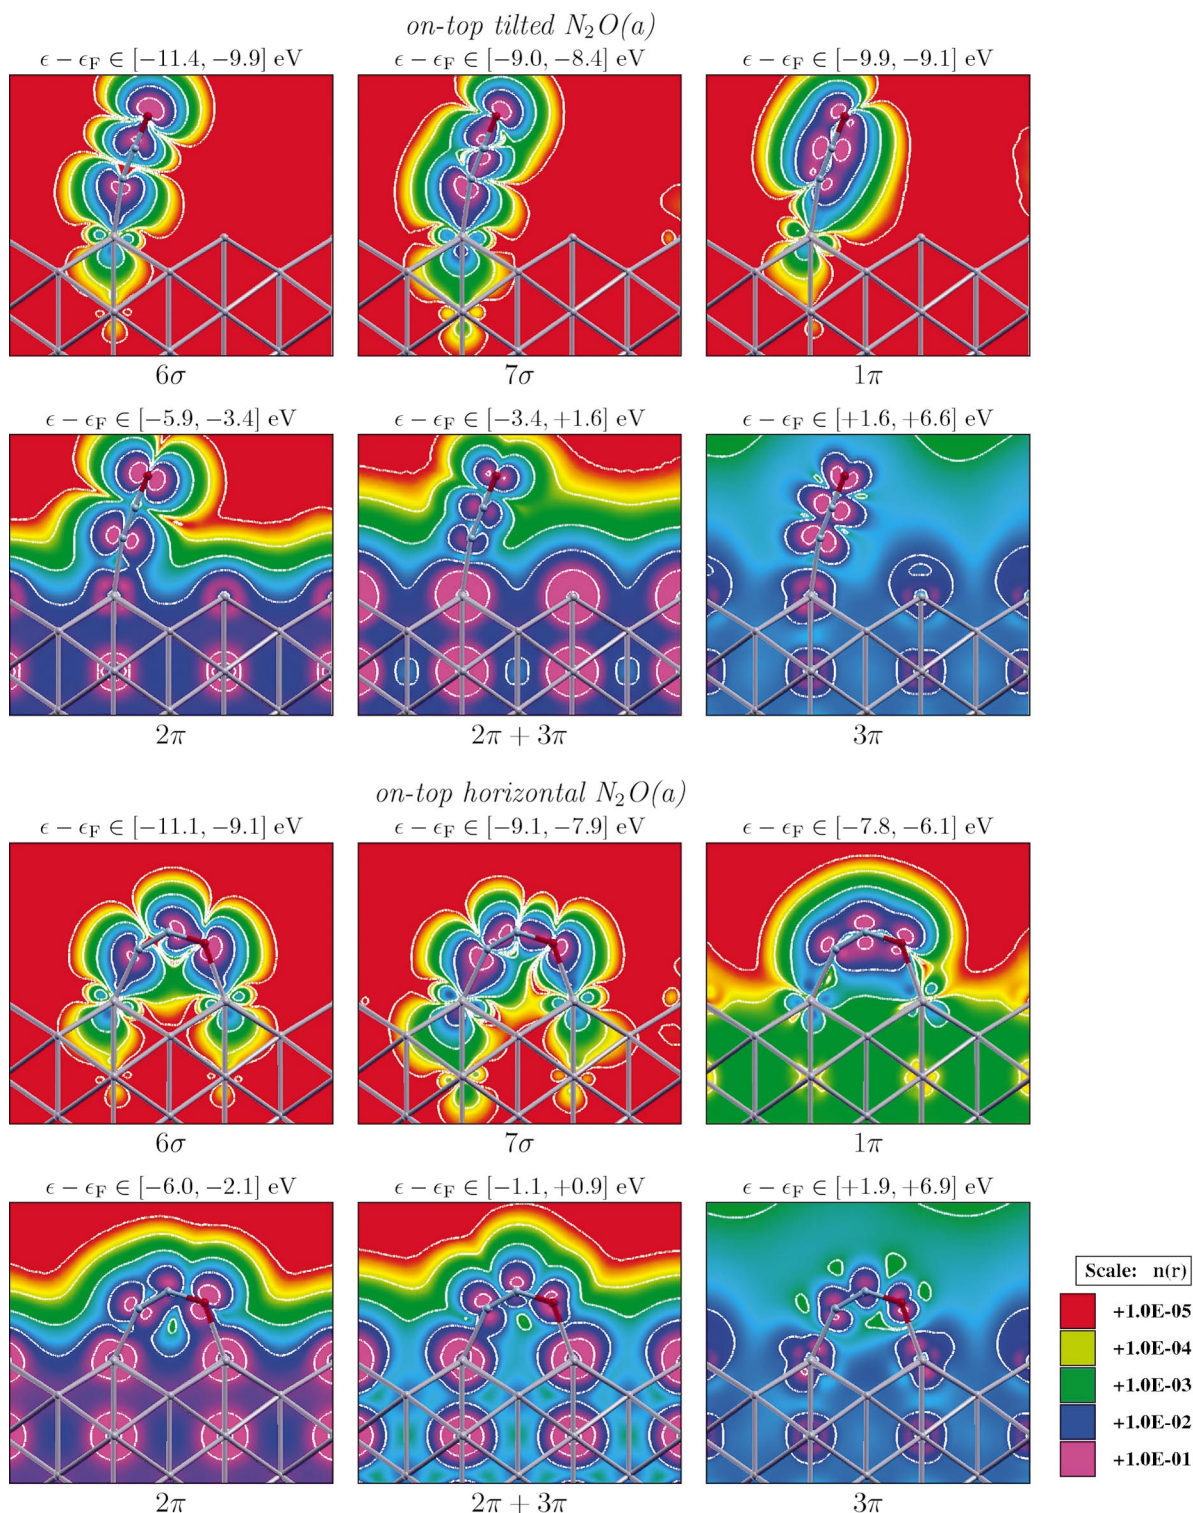 on-top tilted N₂O(a)
ϵ − ϵF ∈ [−11.4, −9.9] eV
ϵ − ϵF ∈ [−9.0, −8.4] eV
ϵ − ϵF ∈ [−9.9, −9.1] eV
6σ
7σ
1π
ϵ − ϵF ∈ [−5.9, −3.4] eV
ϵ − ϵF ∈ [−3.4, +1.6] eV
ϵ − ϵF ∈ [+1.6, +6.6] eV
2π
2π + 3π
3π
on-top horizontal N₂O(a)
ϵ − ϵF ∈ [−11.1, −9.1] eV
ϵ − ϵF ∈ [−9.1, −7.9] eV
ϵ − ϵF ∈ [−7.8, −6.1] eV
6σ
7σ
1π
ϵ − ϵF ∈ [−6.0, −2.1] eV
ϵ − ϵF ∈ [−1.1, +0.9] eV
ϵ − ϵF ∈ [+1.9, +6.9] eV
2π
2π + 3π
3π
Scale: n(r)
+1.0E-05
+1.0E-04
+1.0E-03
+1.0E-02
+1.0E-01